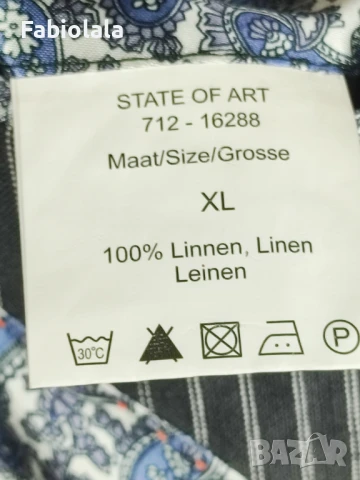 Fabiolala
STATE OF ART
712 - 16288
Maat/Size/Grosse
XL
100% Linnen, Linen
Leinen
30°C
P
BAZAR